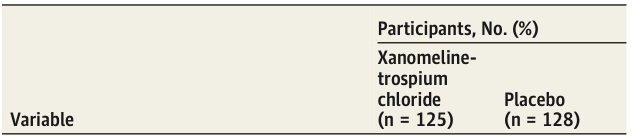 Participants, No. (%)
Xanomeline-
trospium
chloride Placebo
Variable (n = 125) (n = 128)